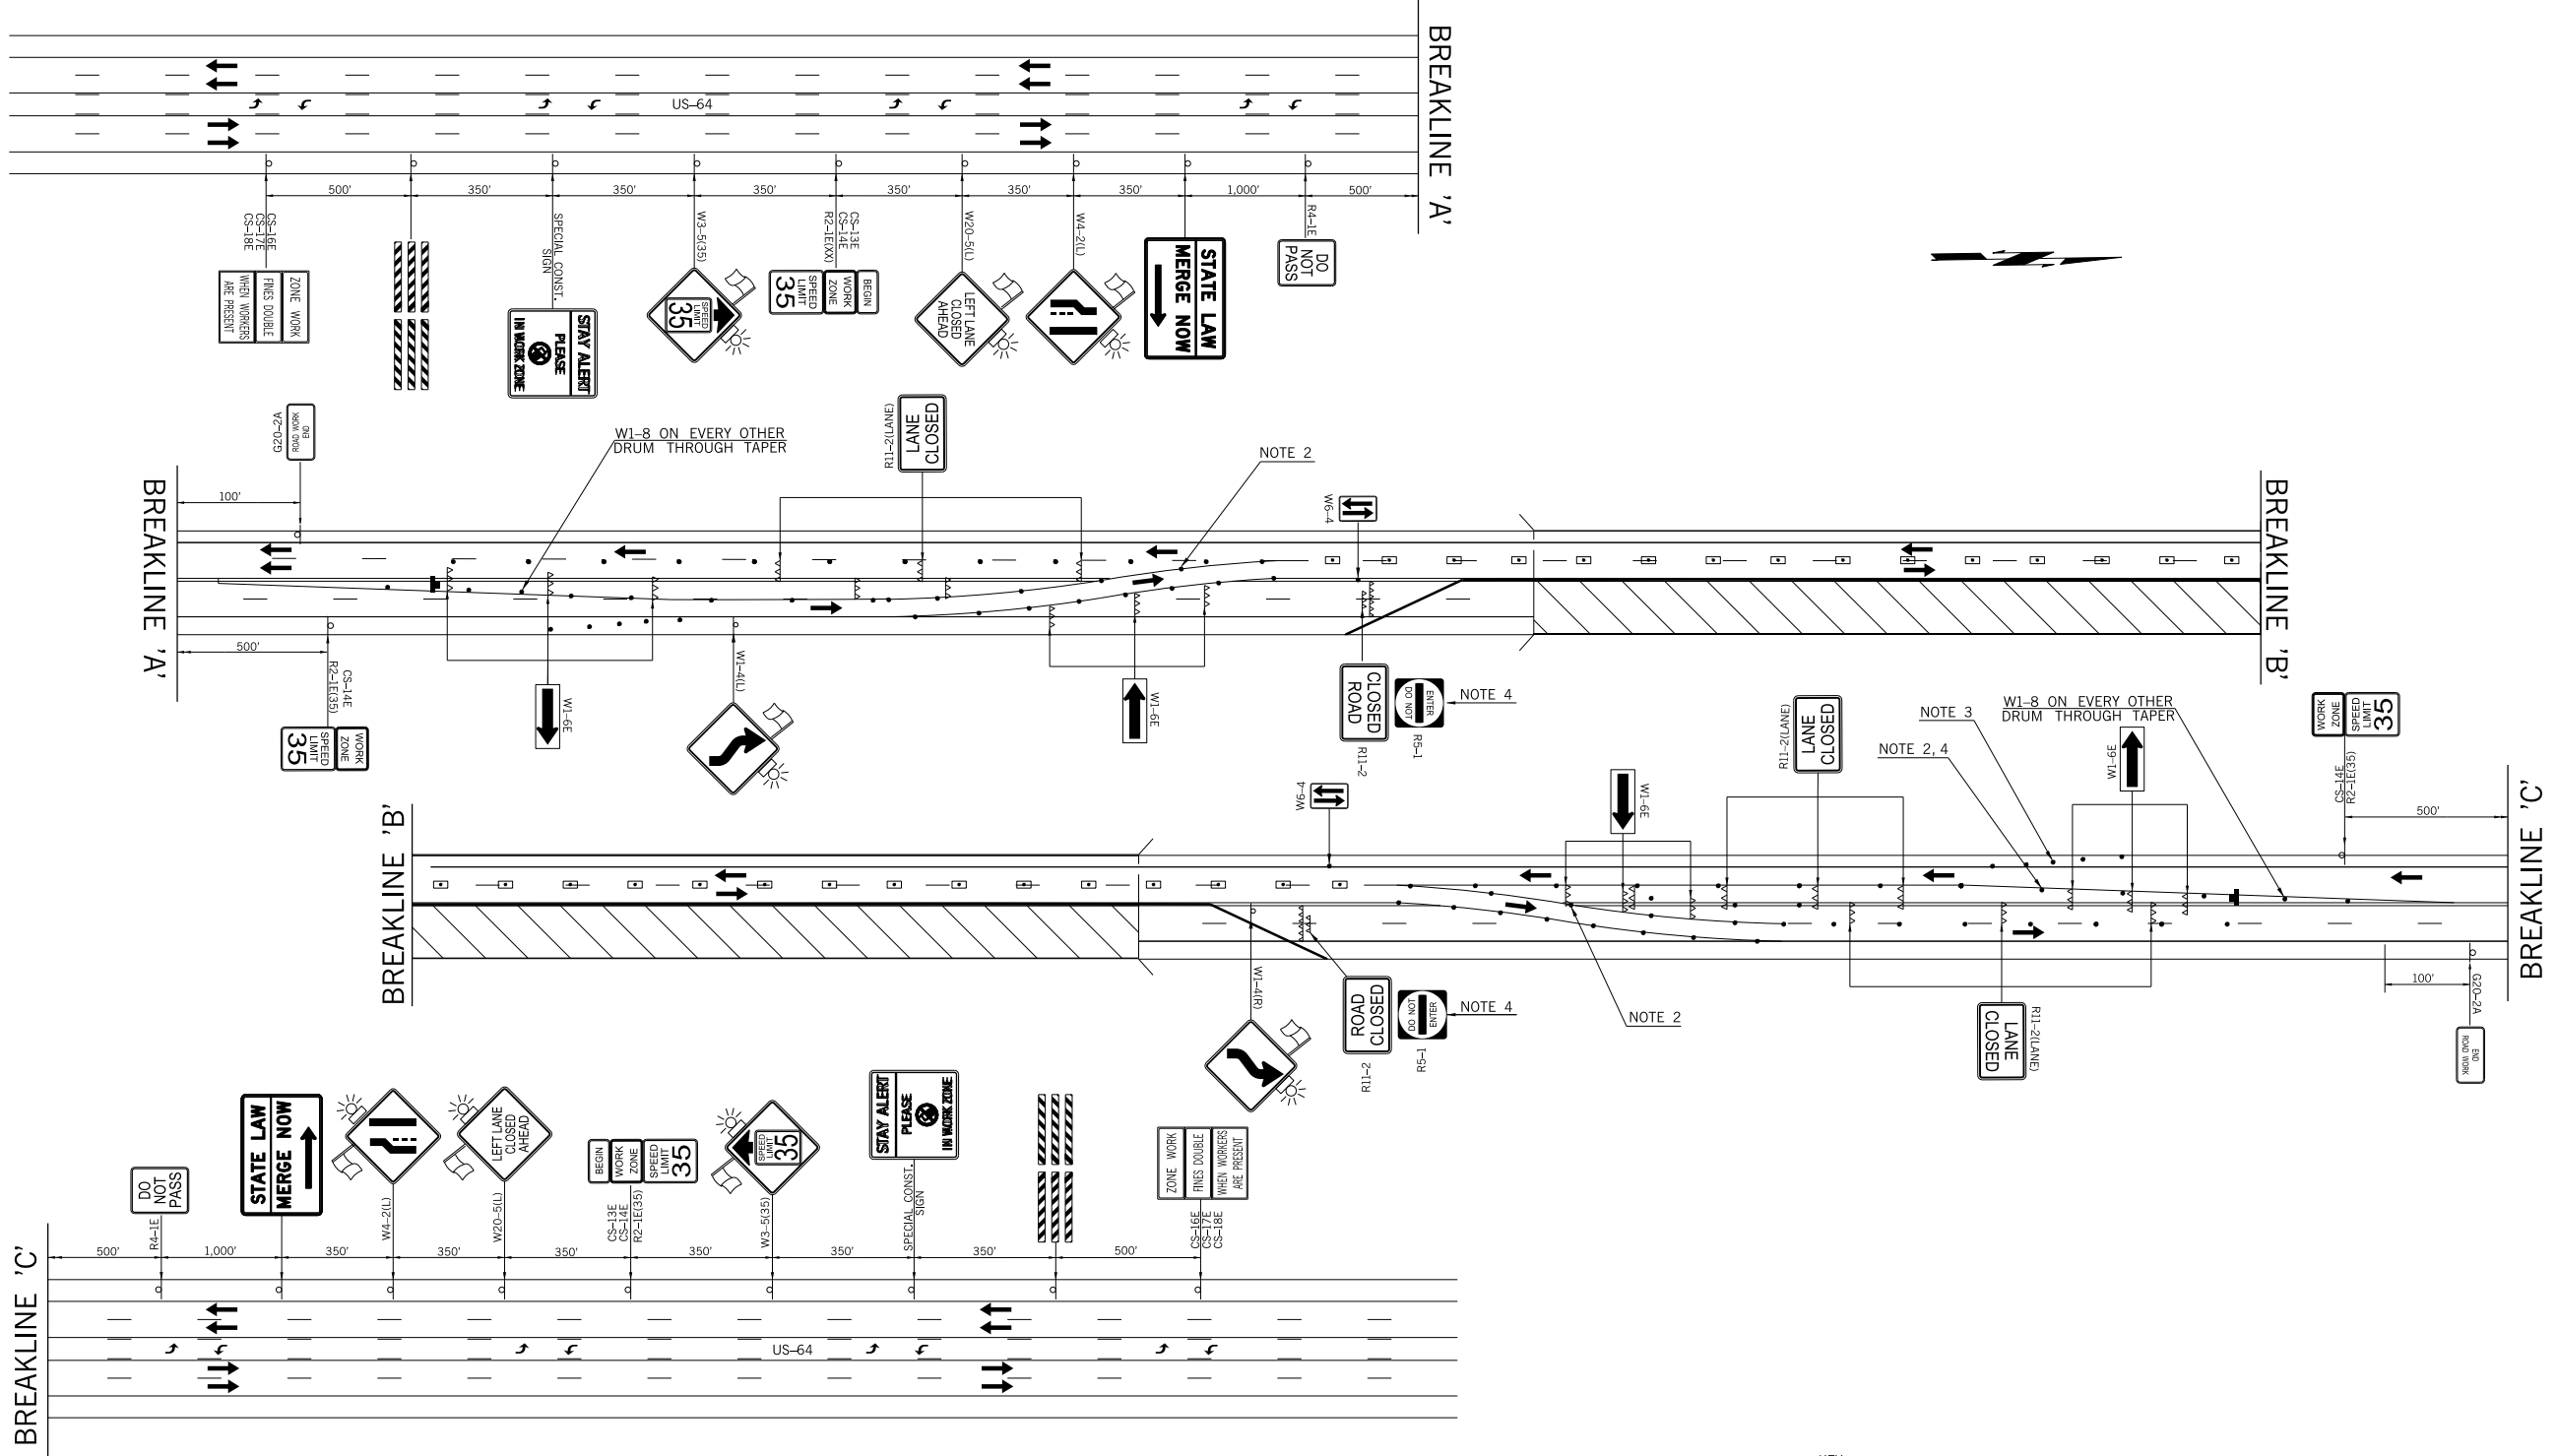 BREAKLINE 'A'
US-64
500'
350'
350'
350'
350'
350'
350'
1,000'
500'
CS-16E
CS-17E
CS-18E
ZONE WORK
FINES DOUBLE
WHEN WORKERS
ARE PRESENT
SPECIAL CONST.
SIGN
STAY ALERT
PLEASE
IN WORK ZONE
W3-5(35)
SPEED
LIMIT
35
CS-13E
CS-14E
R2-1E(XX)
BEGIN
WORK
ZONE
SPEED
LIMIT
35
W20-5(L)
LEFT LANE
CLOSED
AHEAD
W4-2(L)
STATE LAW
MERGE NOW
R4-1E
DO
NOT
PASS
BREAKLINE 'A'
BREAKLINE 'B'
G20-2A
END
ROAD WORK
100'
W1-8 ON EVERY OTHER
DRUM THROUGH TAPER
R11-2(LANE)
LANE
CLOSED
NOTE 2
W6-4
500'
CS-14E
R2-1E(35)
WORK
ZONE
SPEED
LIMIT
35
W1-6E
W1-4(L)
W1-6E
CLOSED
ROAD
R11-2
ENTER
DO NOT
R5-1
NOTE 4
BREAKLINE 'B'
BREAKLINE 'C'
W6-4
W1-6E
R11-2(LANE)
LANE
CLOSED
NOTE 3
NOTE 2, 4
W1-8 ON EVERY OTHER
DRUM THROUGH TAPER
W1-6E
WORK
ZONE
SPEED
LIMIT
35
CS-14E
R2-1E(35)
500'
W1-4(R)
ROAD
CLOSED
R11-2
DO NOT
ENTER
R5-1
NOTE 4
NOTE 2
LANE
CLOSED
R11-2(LANE)
100'
G20-2A
END
ROAD WORK
BREAKLINE 'C'
DO
NOT
PASS
R4-1E
STATE LAW
MERGE NOW
W4-2(L)
LEFT LANE
CLOSED
AHEAD
W20-5(L)
BEGIN
WORK
ZONE
SPEED
LIMIT
35
CS-13E
CS-14E
R2-1E(35)
SPEED
LIMIT
35
W3-5(35)
STAY ALERT
PLEASE
IN WORK ZONE
SPECIAL CONST.
SIGN
ZONE WORK
FINES DOUBLE
WHEN WORKERS
ARE PRESENT
CS-16E
CS-17E
CS-18E
500'
1,000'
350'
350'
350'
350'
350'
350'
500'
US-64